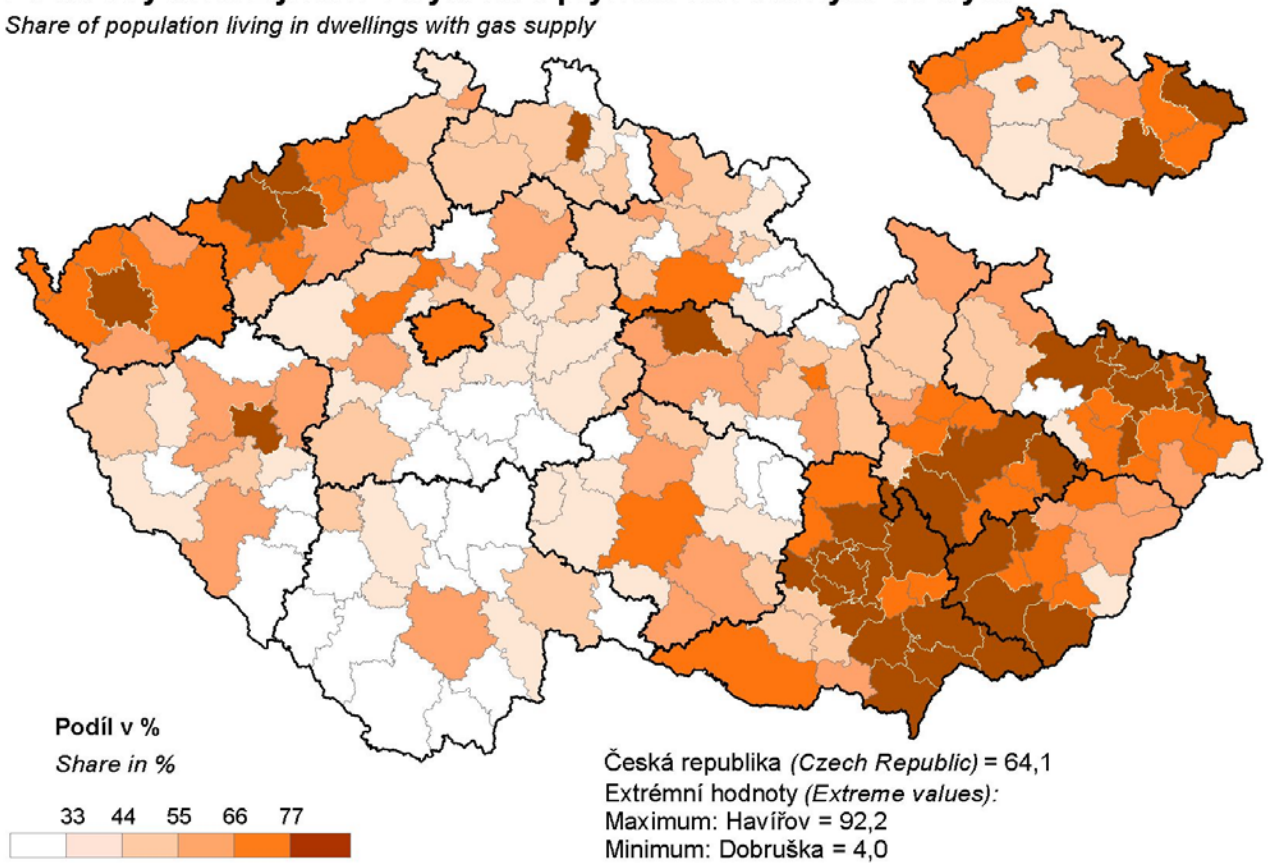 Share of population living in dwellings with gas supply
Podíl v %
Share in %
33 44 55 66 77
Česká republika (Czech Republic) = 64,1
Extrémní hodnoty (Extreme values):
Maximum: Havířov = 92,2
Minimum: Dobruška = 4,0